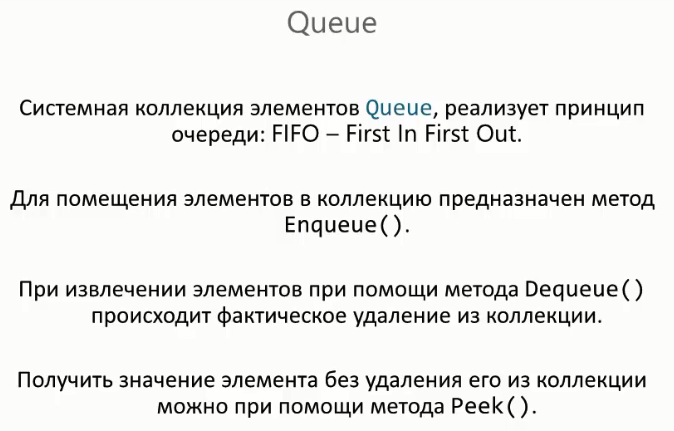 Queue
Системная коллекция элементов Queue, реализует принцип
очереди: FIFO – First In First Out.
Для помещения элементов в коллекцию предназначен метод
Enqueue().
При извлечении элементов при помощи метода Dequeue()
происходит фактическое удаление из коллекции.
Получить значение элемента без удаления его из коллекции
можно при помощи метода Peek().